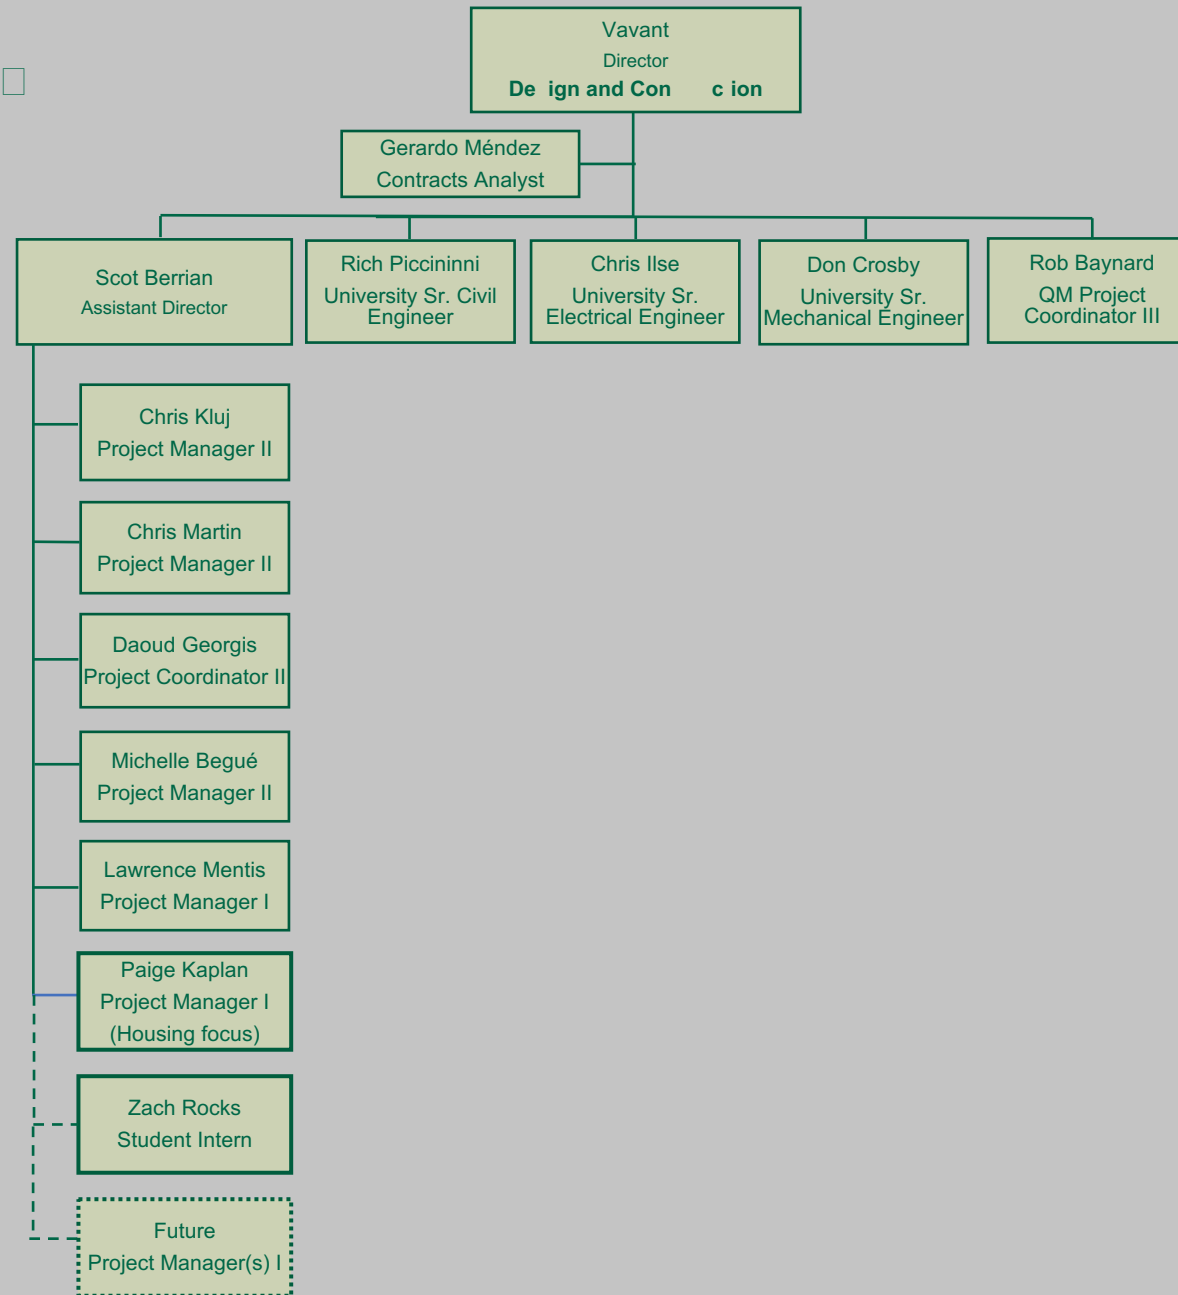 Vavant
Director
De ign and Con c ion
Gerardo Méndez
Contracts Analyst
Scot Berrian
Assistant Director
Rich Piccininni
University Sr. Civil
Engineer
Chris Ilse
University Sr.
Electrical Engineer
Don Crosby
University Sr.
Mechanical Engineer
Rob Baynard
QM Project
Coordinator III
Chris Kluj
Project Manager II
Chris Martin
Project Manager II
Daoud Georgis
Project Coordinator II
Michelle Begué
Project Manager II
Lawrence Mentis
Project Manager I
Paige Kaplan
Project Manager I
(Housing focus)
Zach Rocks
Student Intern
Future
Project Manager(s) I